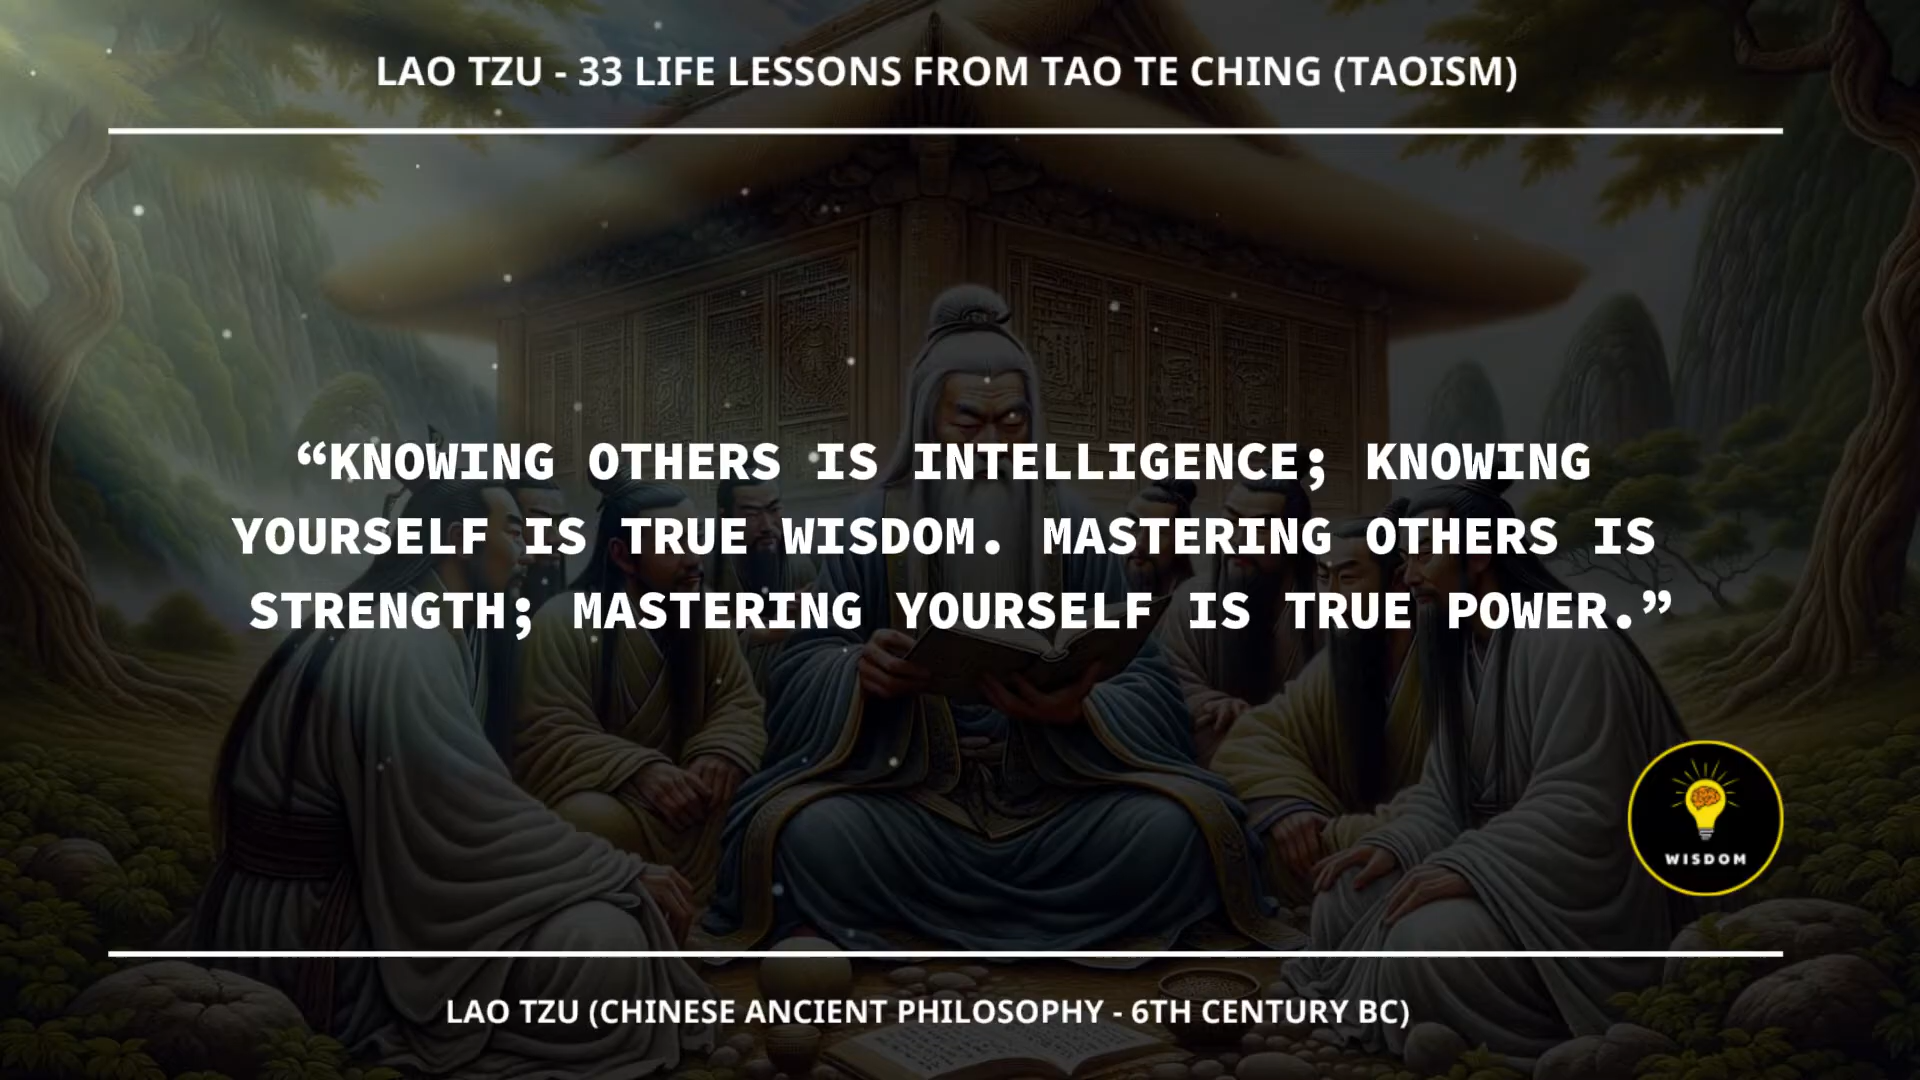 LAO TZU - 33 LIFE LESSONS FROM TAO TE CHING (TAOISM)
“KNOWING OTHERS IS INTELLIGENCE; KNOWING
YOURSELF IS TRUE WISDOM. MASTERING OTHERS IS
STRENGTH; MASTERING YOURSELF IS TRUE POWER.”
WISDOM
LAO TZU (CHINESE ANCIENT PHILOSOPHY - 6TH CENTURY BC)